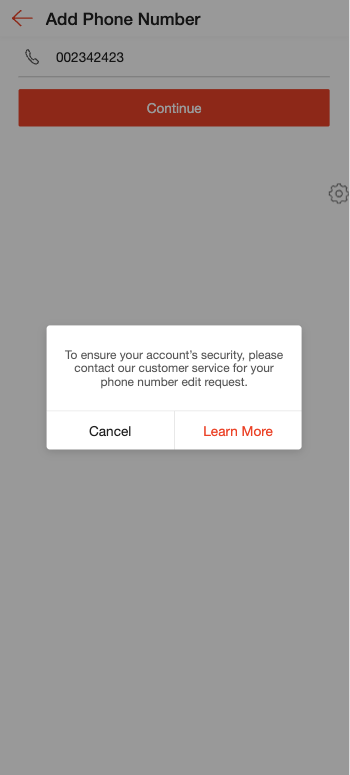 Add Phone Number
002342423
Continue
To ensure your account's security, please
contact our customer service for your
phone number edit request.
Cancel
Learn More